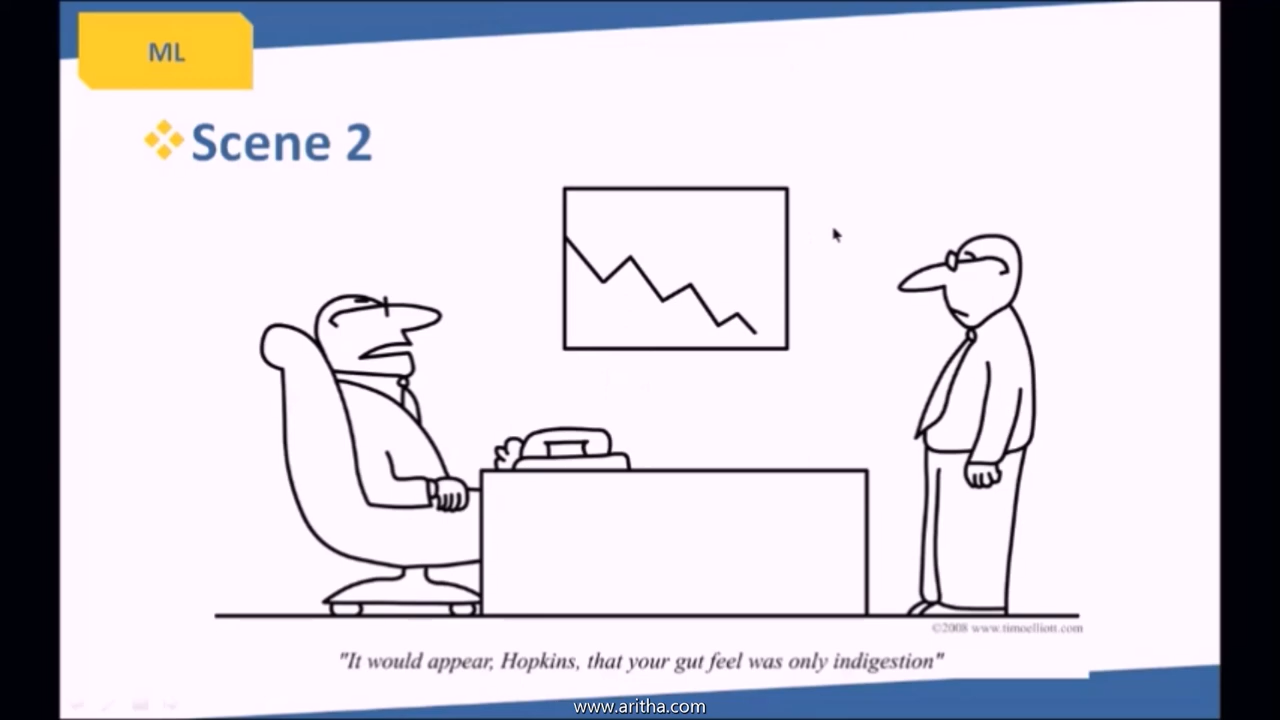 ML
Scene 2
©2008 www.timoelliott.com
"It would appear, Hopkins, that your gut feel was only indigestion"
www.aritha.com